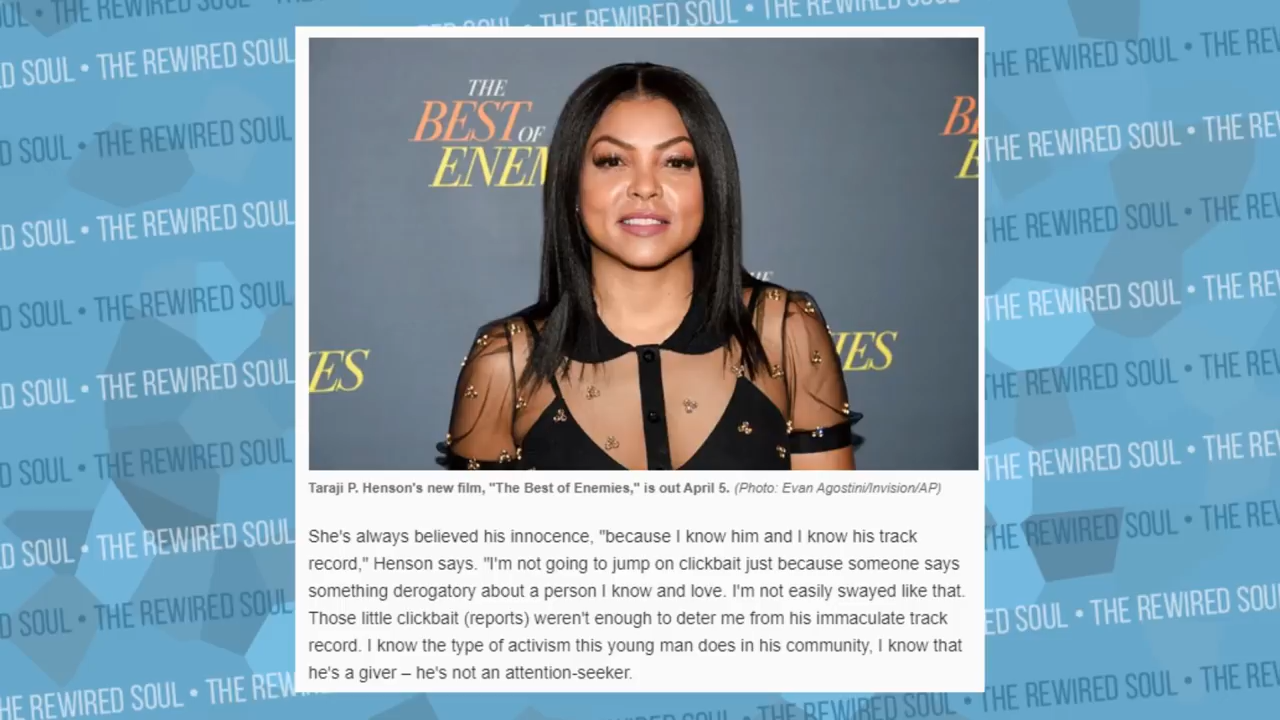 THE REWIRED SOUL • THE REWIRED SOUL
THE
BEST OF
ENEM
IES
Taraji P. Henson's new film, "The Best of Enemies," is out April 5. (Photo: Evan Agostini/Invision/AP)
She's always believed his innocence, "because I know him and I know his track
record," Henson says. "I'm not going to jump on clickbait just because someone says
something derogatory about a person I know and love. I'm not easily swayed like that.
Those little clickbait (reports) weren't enough to deter me from his immaculate track
record. I know the type of activism this young man does in his community, I know that
he's a giver – he's not an attention-seeker.